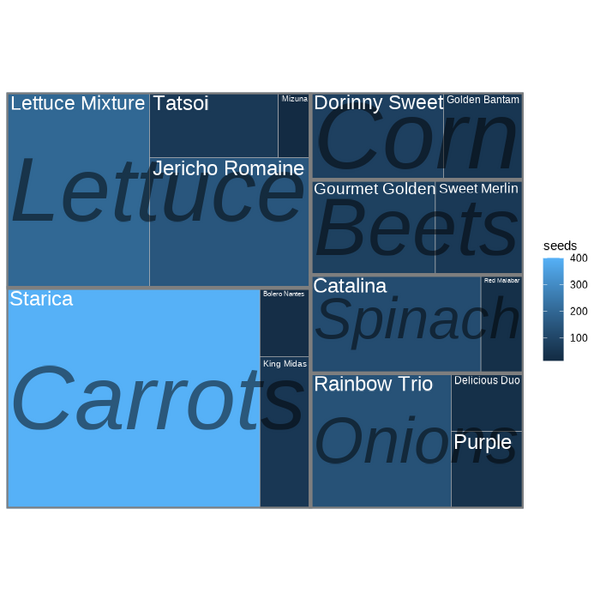 Lettuce Mixture
Tatsoi
Mizuna
Jericho Romaine
Lettuce
Starica
Bolero Nantes
King Midas
Carrots
Dorinny Sweet
Golden Bantam
Corn
Gourmet Golden
Sweet Merlin
Beets
Catalina
Red Malabar
Spinach
Rainbow Trio
Delicious Duo
Purple
Onions
seeds
400
300
200
100